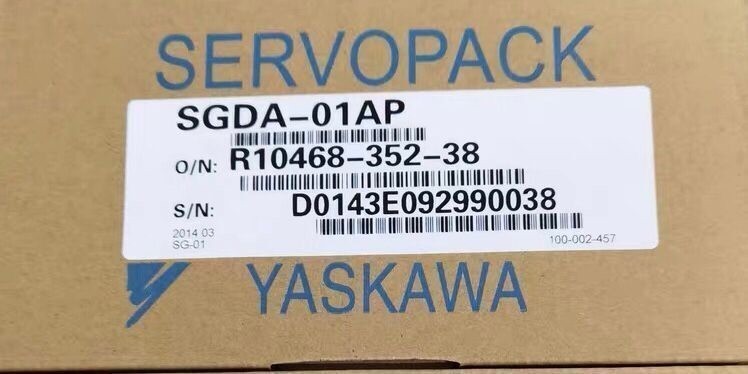 SERVOPACK
SGDA-01AP
O/N: R10468-352-38
S/N: D0143E092990038
2014 03
SG-01 100-002-457
YASKAWA